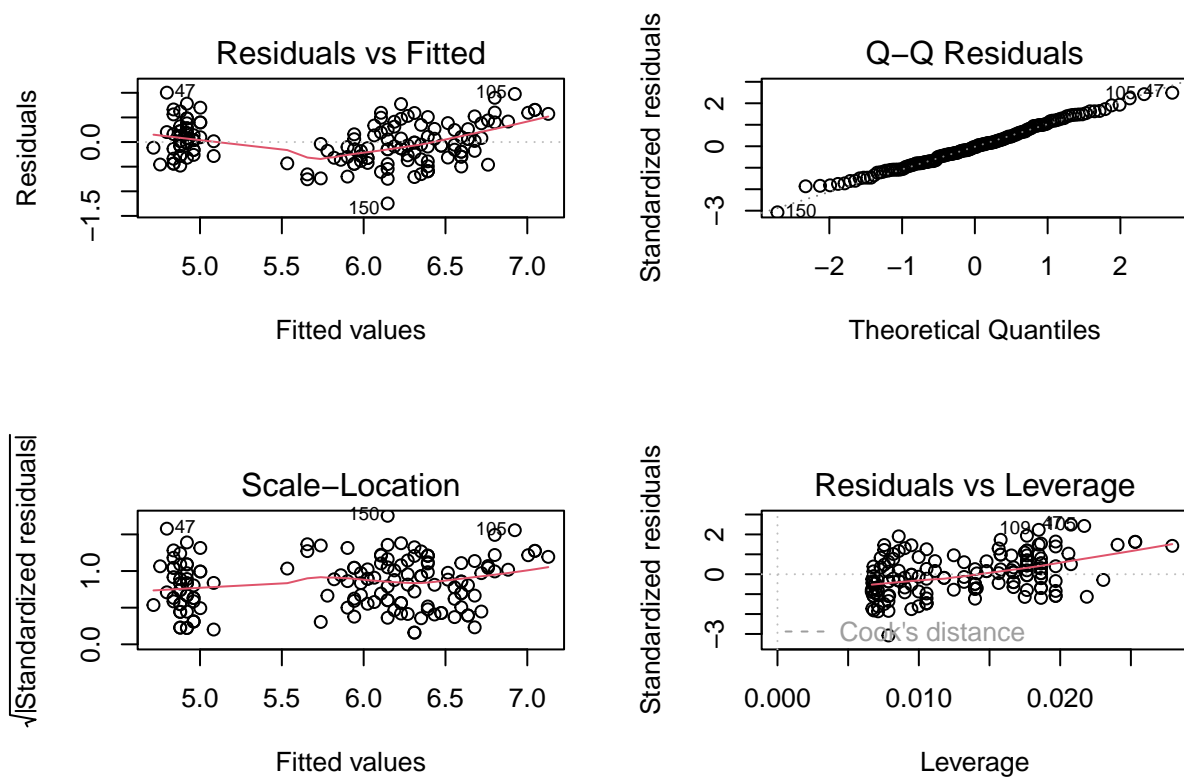 Residuals vs Fitted
Residuals
0.0
−1.5
47
105
150
5.0 5.5 6.0 6.5 7.0
Fitted values
Q−Q Residuals
Standardized residuals
2
0
−3
105
47
150
−2 −1 0 1 2
Theoretical Quantiles
Scale−Location
√|Standardized residuals|
1.0
0.0
47
150
105
5.0 5.5 6.0 6.5 7.0
Fitted values
Residuals vs Leverage
Standardized residuals
2
0
−3
109
47
105
Cook's distance
0.000 0.010 0.020
Leverage